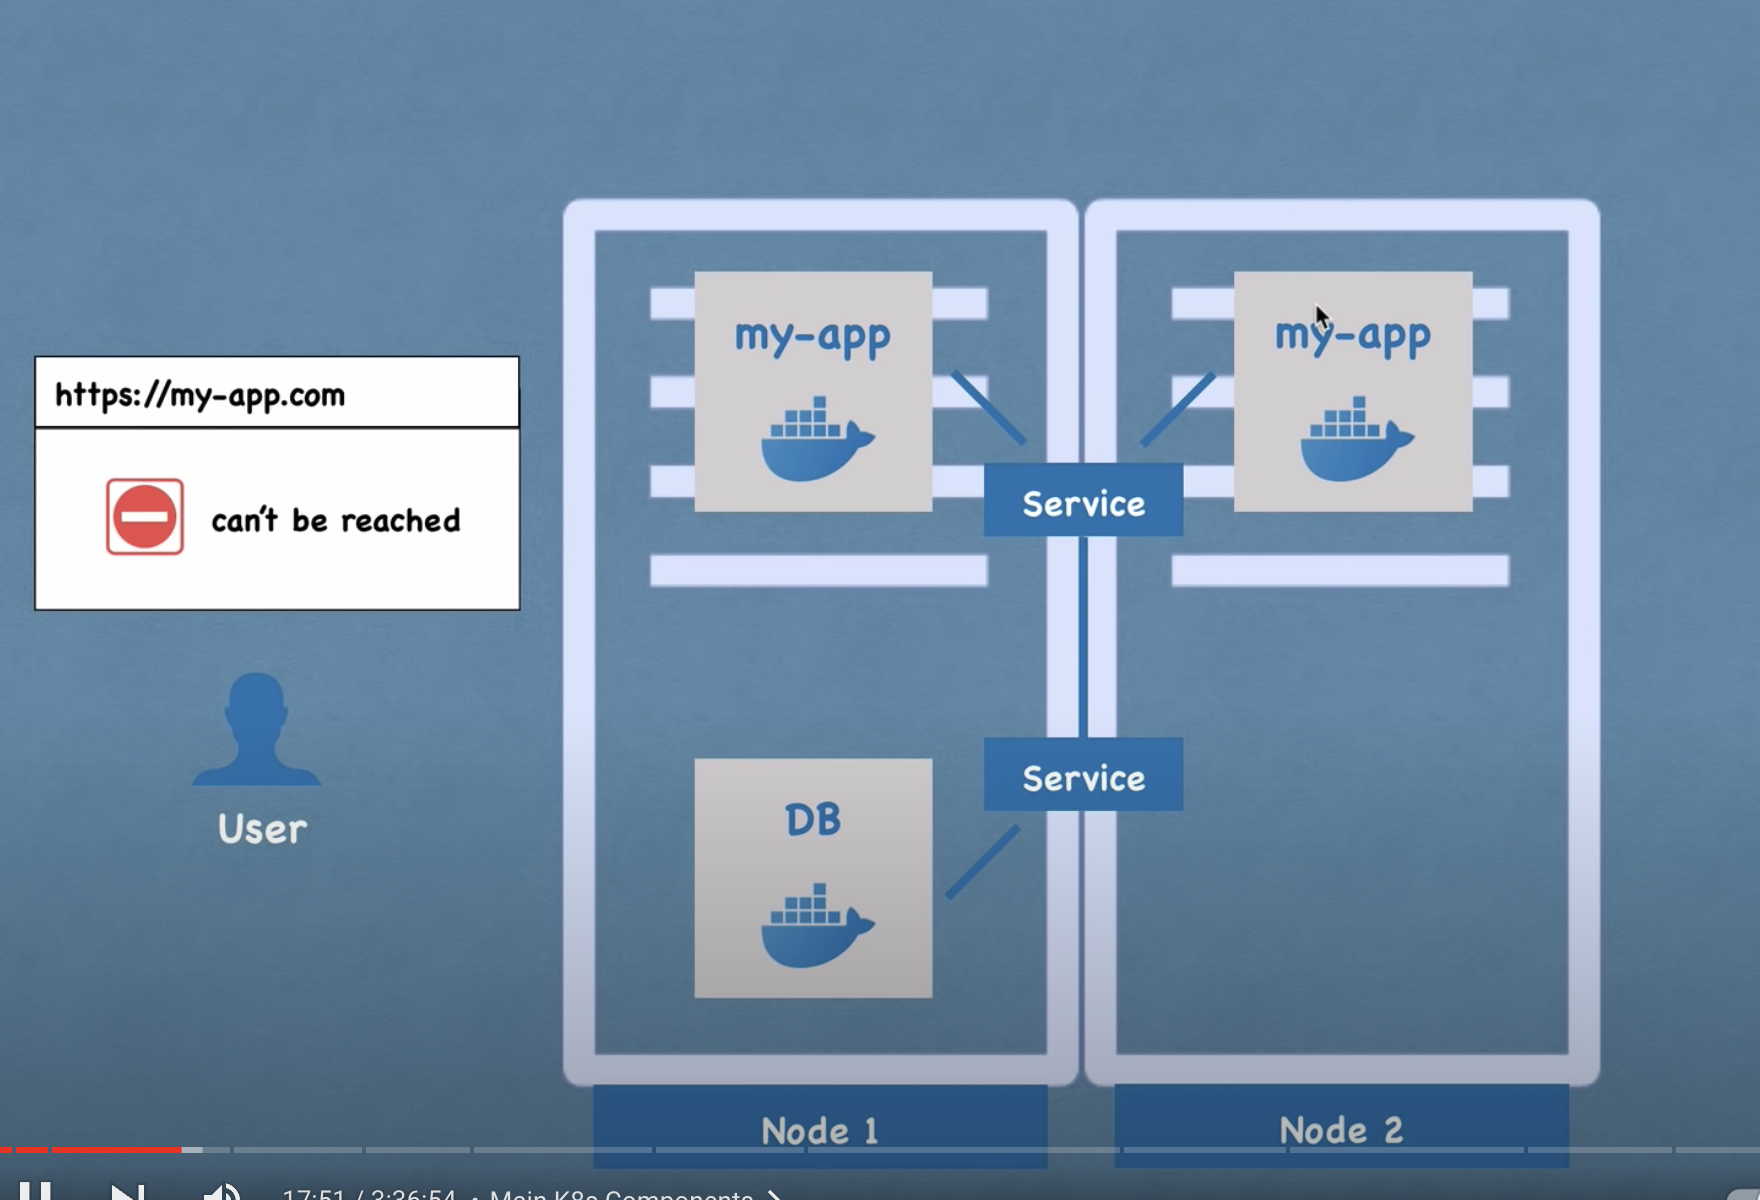 https://my-app.com
can't be reached
User
my-app
my-app
Service
Service
DB
Node 1
Node 2
17:51 / 3:36:54 • Main K8s Components >